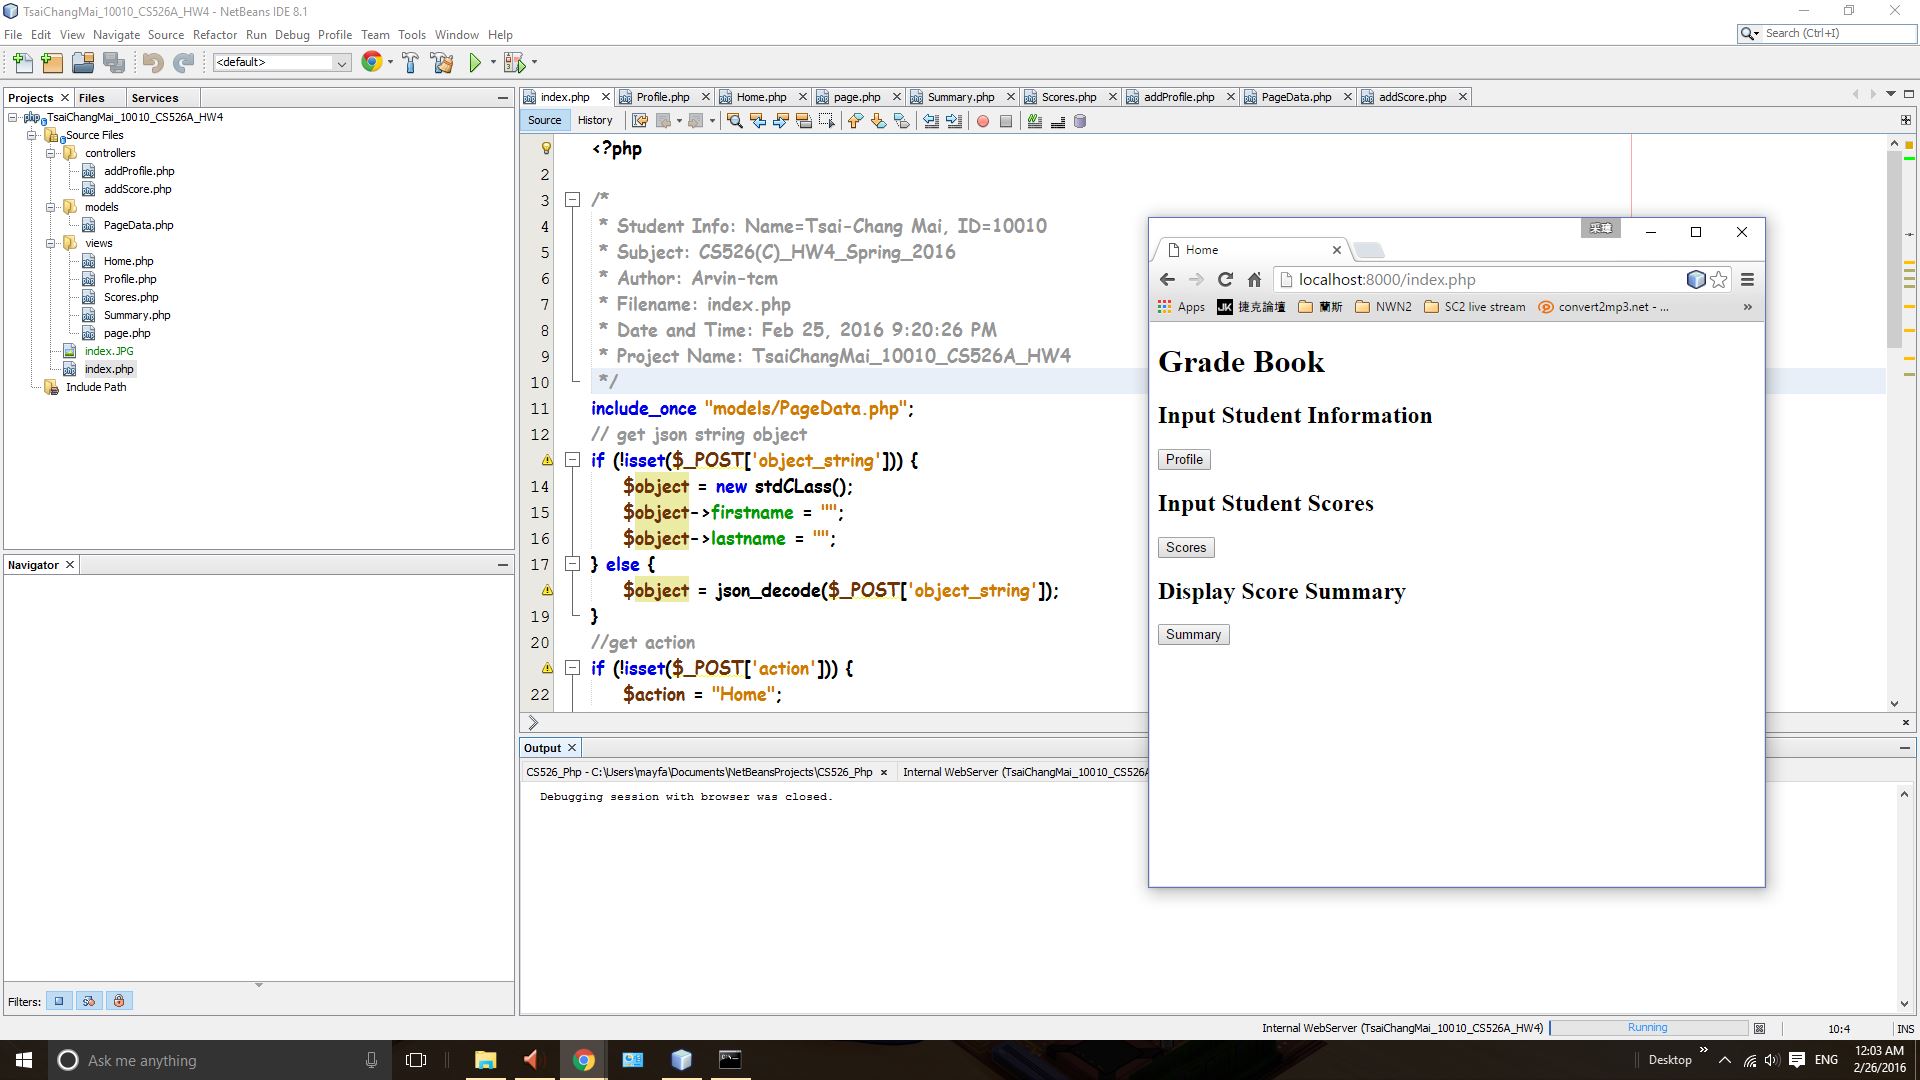 TsaiChangMai_10010_CS526A_HW4 - NetBeans IDE 8.1
File Edit View Navigate Source Refactor Run Debug Profile Team Tools Window Help
Search (Ctrl+I)
<default>
Projects Files Services
TsaiChangMai_10010_CS526A_HW4
Source Files
controllers
addProfile.php
addScore.php
models
PageData.php
views
Home.php
Profile.php
Scores.php
Summary.php
page.php
index.JPG
index.php
Include Path
Navigator
Filters:
index.php Profile.php Home.php page.php Summary.php Scores.php addProfile.php PageData.php addScore.php
Source History
<?php
2
3 /*
4 * Student Info: Name=Tsai-Chang Mai, ID=10010
5 * Subject: CS526(C)_HW4_Spring_2016
6 * Author: Arvin-tcm
7 * Filename: index.php
8 * Date and Time: Feb 25, 2016 9:20:26 PM
9 * Project Name: TsaiChangMai_10010_CS526A_HW4
10 */
11 include_once "models/PageData.php";
12 // get json string object
if (!isset($_POST['object_string'])) {
14 $object = new stdCLass();
15 $object->firstname = "";
16 $object->lastname = "";
17 } else {
$object = json_decode($_POST['object_string']);
19 }
20 //get action
if (!isset($_POST['action'])) {
22 $action = "Home";
Output
CS526_Php - C:\Users\mayfa\Documents\NetBeansProjects\CS526_Php Internal WebServer (TsaiChangMai_10010_CS526A
Debugging session with browser was closed.
Home
localhost:8000/index.php
Apps JK 捷克論壇 蘭斯 NWN2 SC2 live stream convert2mp3.net - ... »
Grade Book
Input Student Information
Profile
Input Student Scores
Scores
Display Score Summary
Summary
Internal WebServer (TsaiChangMai_10010_CS526A_HW4) Running 10:4 INS
Ask me anything
Desktop » ENG 12:03 AM
2/26/2016